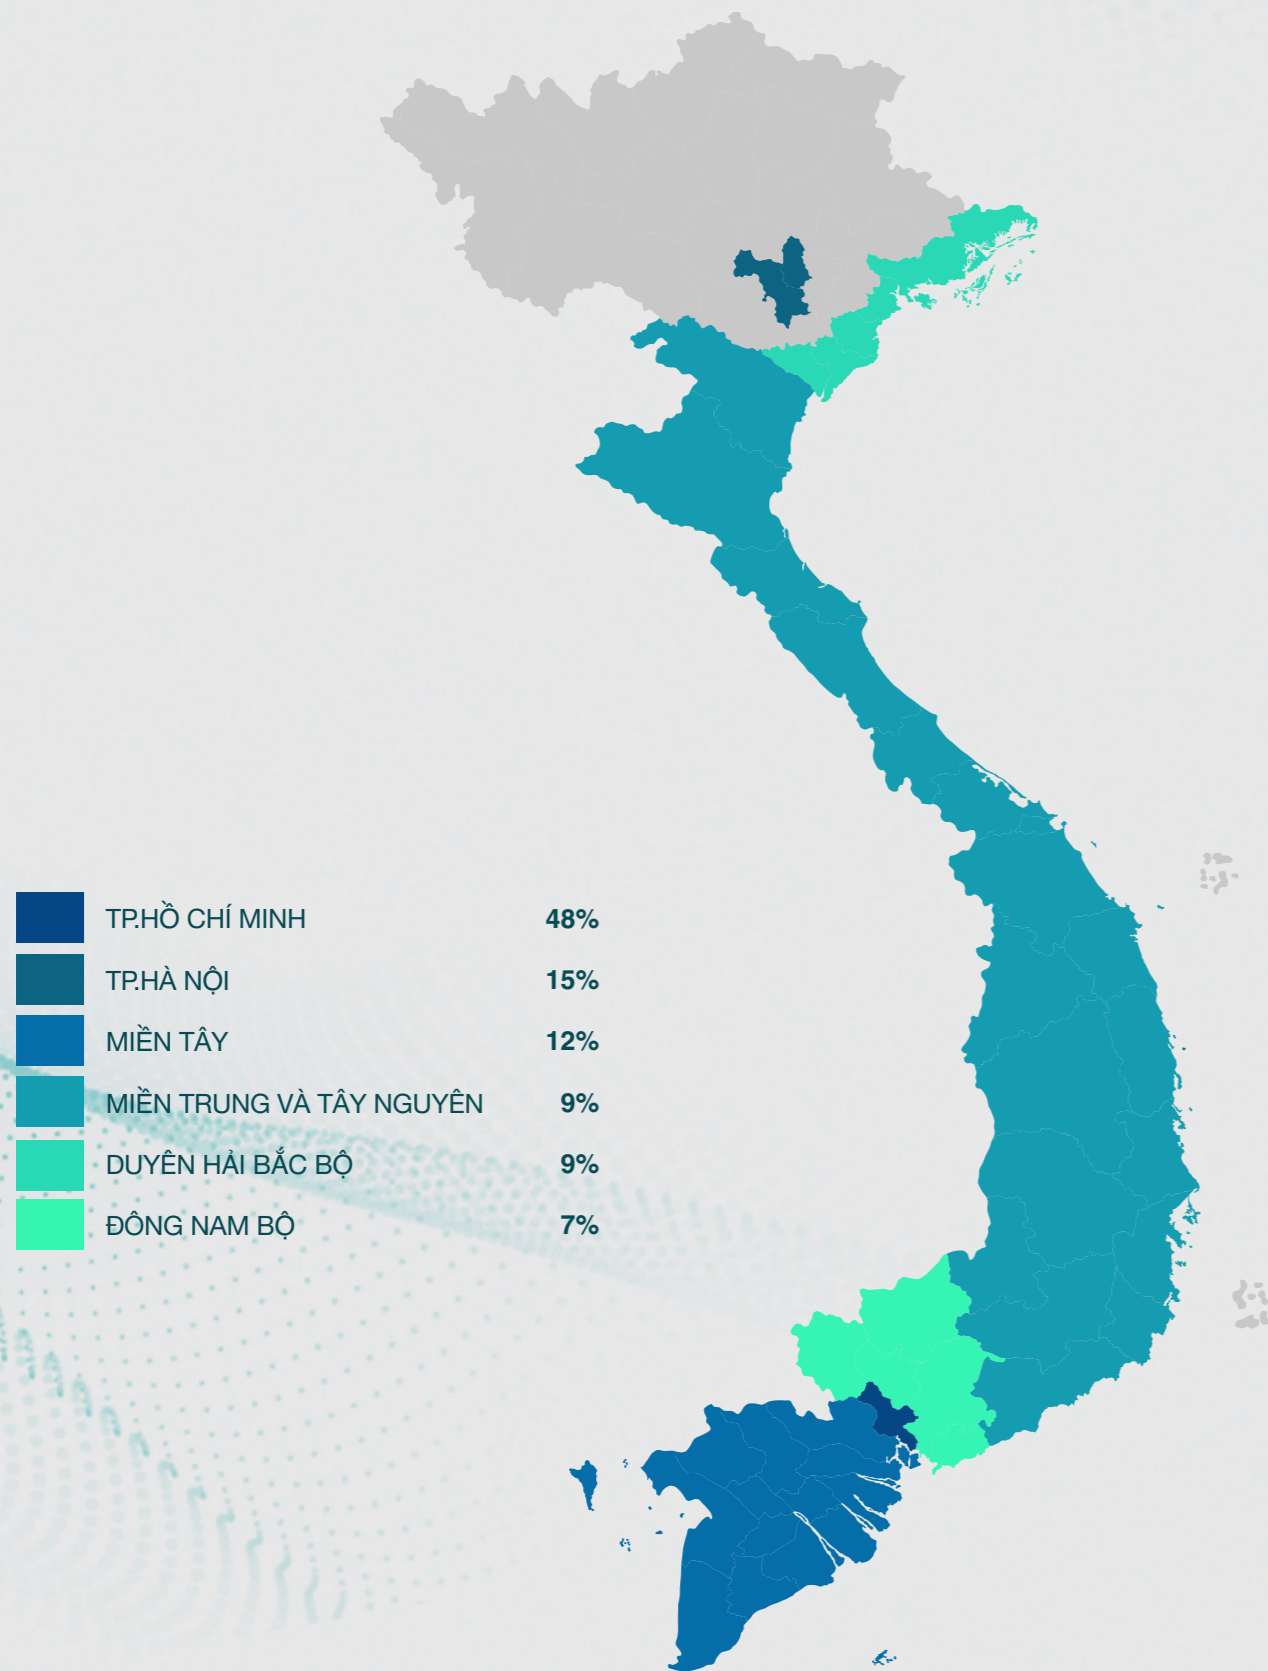 TP.HỒ CHÍ MINH 48%
TP.HÀ NỘI 15%
MIỀN TÂY 12%
MIỀN TRUNG VÀ TÂY NGUYÊN 9%
DUYÊN HẢI BẮC BỘ 9%
ĐÔNG NAM BỘ 7%